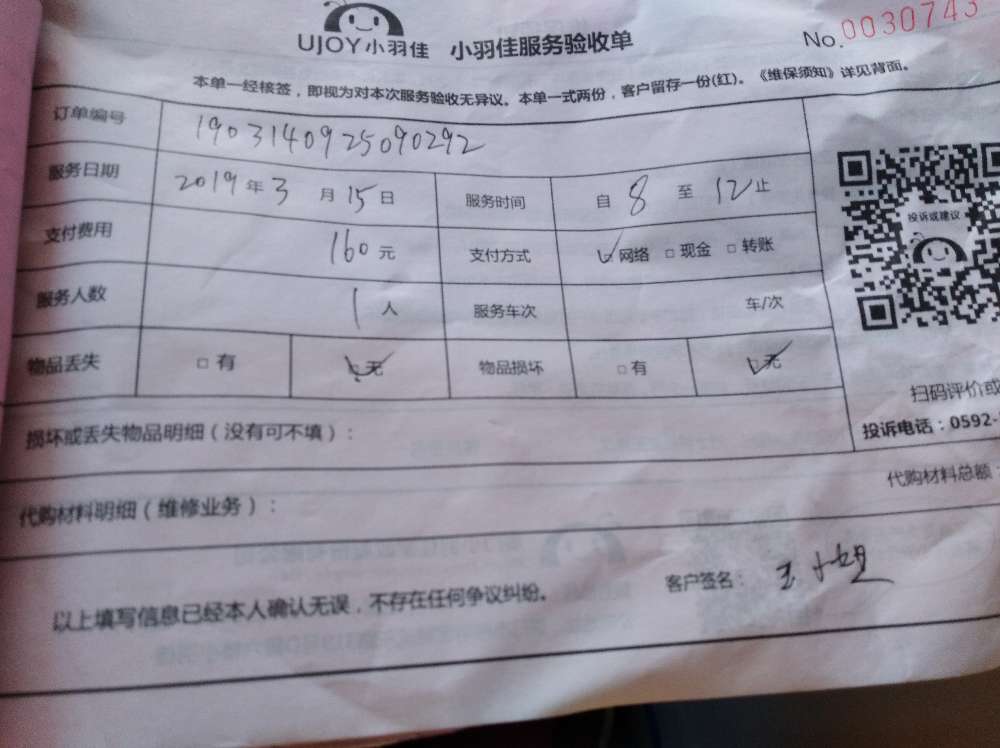 UJOY小羽佳 小羽佳服务验收单 No.0030743
本单一经核签，即视为对本次服务验收无异议。本单一式两份，客户留存一份(红)。《维保须知》详见背面。
订单编号 1903140925090292
服务日期 2019年3月15日 服务时间 自8至12止
支付费用 160元 支付方式 ☑网络 □现金 □转账
服务人数 1人 服务车次 车/次
物品丢失 □有 ☑无 物品损坏 □有 ☑无
投诉或建议
扫码评价或
投诉电话：0592-
损坏或丢失物品明细（没有可不填）：
代购材料明细（维修业务）： 代购材料总额：
以上填写信息已经本人确认无误，不存在任何争议纠纷。 客户签名：王小姐